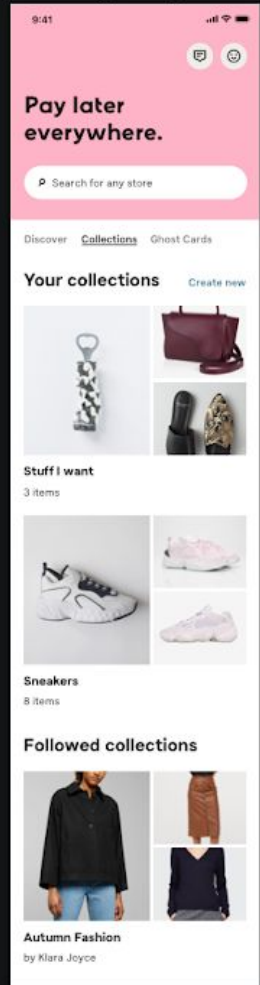 9:41
Pay later
everywhere.
Search for any store
Discover Collections Ghost Cards
Your collections Create new
Stuff I want
3 items
Sneakers
8 items
Followed collections
Autumn Fashion
by Klara Joyce